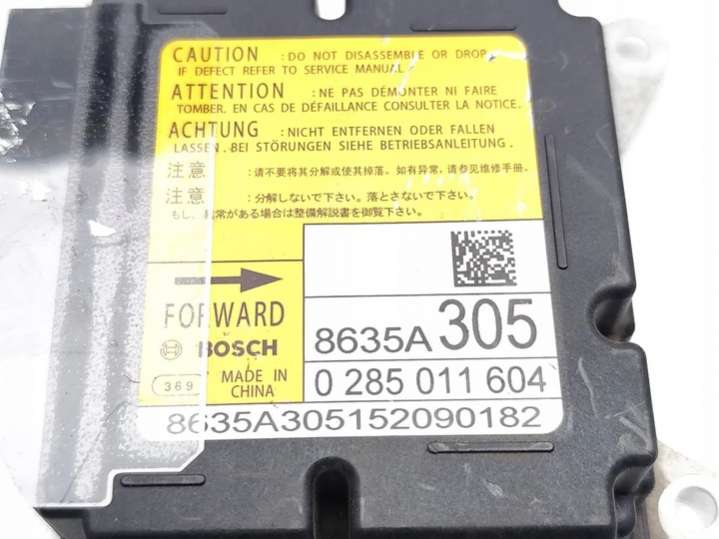 CAUTION : DO NOT DISASSEMBLE OR DROP.
IF DEFECT REFER TO SERVICE MANUAL.
ATTENTION : NE PAS DÉMONTER NI FAIRE
TOMBER. EN CAS DE DÉFAILLANCE CONSULTER LA NOTICE.
ACHTUNG : NICHT ENTFERNEN ODER FALLEN
LASSEN. BEI STÖRUNGEN SIEHE BETRIEBSANLEITUNG.
注意 : 请不要将其分解或使其掉落。如有异常,请参见维修手册.
注意 : 分解しないで下さい。落とさないで下さい。
もし、異常がある場合は整備解説書を御覧下さい。
FORWARD
BOSCH
8635A 305
369 MADE IN
CHINA
0 285 011 604
8635A305152090182